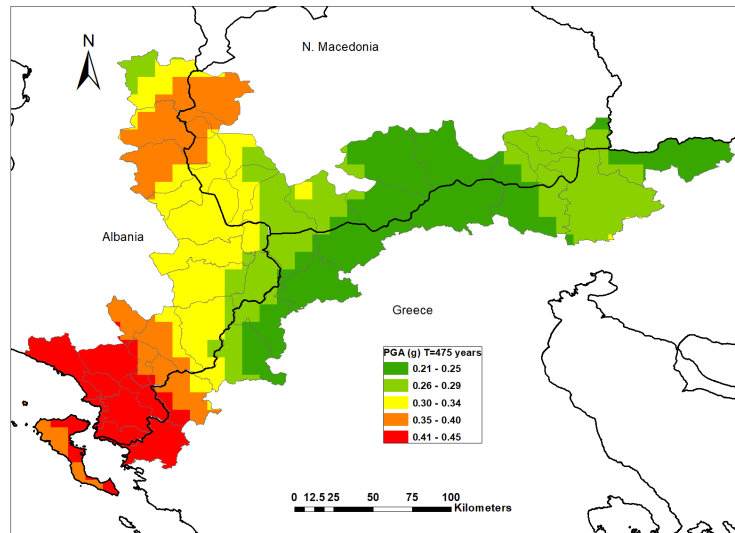 N
N. Macedonia
Albania
Greece
PGA (g) T=475 years
0.21 - 0.25
0.26 - 0.29
0.30 - 0.34
0.35 - 0.40
0.41 - 0.45
0 12.5 25 50 75 100
Kilometers